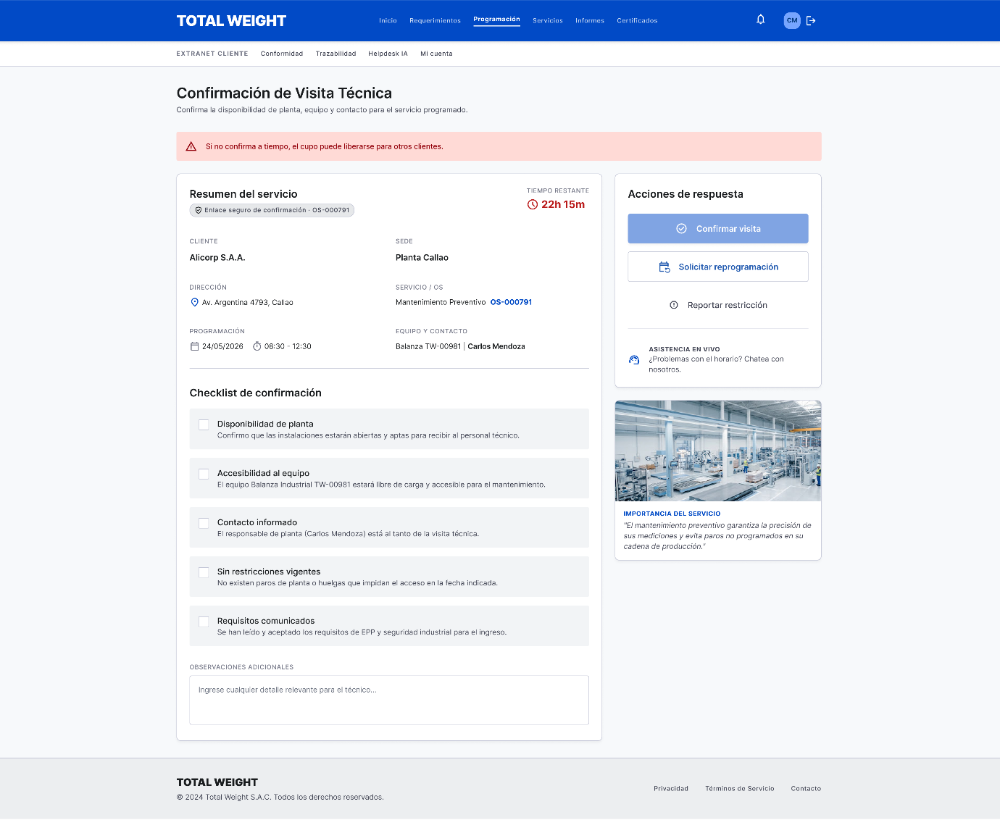 TOTAL WEIGHT
Inicio
Requerimientos
Programación
Servicios
Informes
Certificados
CM
EXTRANET CLIENTE
Conformidad
Trazabilidad
Helpdesk IA
Mi cuenta
Confirmación de Visita Técnica
Confirma la disponibilidad de planta, equipo y contacto para el servicio programado.
Si no confirma a tiempo, el cupo puede liberarse para otros clientes.
Resumen del servicio
Enlace seguro de confirmación · OS-000791
TIEMPO RESTANTE
22h 15m
CLIENTE
Alicorp S.A.A.
SEDE
Planta Callao
DIRECCIÓN
Av. Argentina 4793, Callao
SERVICIO / OS
Mantenimiento Preventivo OS-000791
PROGRAMACIÓN
24/05/2026 08:30 - 12:30
EQUIPO Y CONTACTO
Balanza TW-00981 | Carlos Mendoza
Checklist de confirmación
Disponibilidad de planta
Confirmo que las instalaciones estarán abiertas y aptas para recibir al personal técnico.
Accesibilidad al equipo
El equipo Balanza Industrial TW-00981 estará libre de carga y accesible para el mantenimiento.
Contacto informado
El responsable de planta (Carlos Mendoza) está al tanto de la visita técnica.
Sin restricciones vigentes
No existen paros de planta o huelgas que impidan el acceso en la fecha indicada.
Requisitos comunicados
Se han leído y aceptado los requisitos de EPP y seguridad industrial para el ingreso.
OBSERVACIONES ADICIONALES
Ingrese cualquier detalle relevante para el técnico...
Acciones de respuesta
Confirmar visita
Solicitar reprogramación
Reportar restricción
ASISTENCIA EN VIVO
¿Problemas con el horario? Chatea con
nosotros.
IMPORTANCIA DEL SERVICIO
"El mantenimiento preventivo garantiza la precisión de
sus mediciones y evita paros no programados en su
cadena de producción."
TOTAL WEIGHT
© 2024 Total Weight S.A.C. Todos los derechos reservados.
Privacidad
Términos de Servicio
Contacto